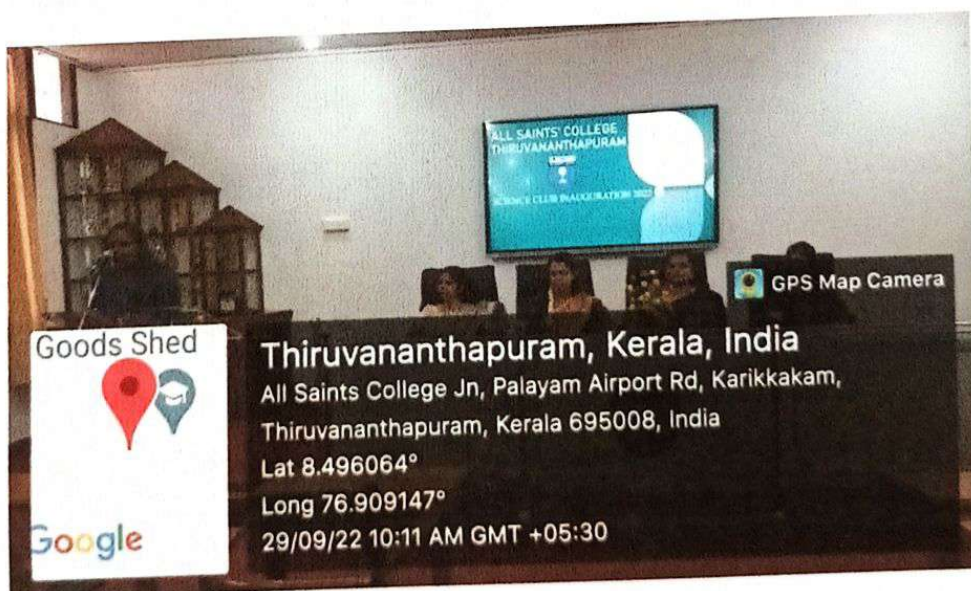 ALL SAINTS' COLLEGE
THIRUVANANTHAPURAM
SCIENCE CLUB INAUGURATION 2022
GPS Map Camera
Goods Shed
Google
Thiruvananthapuram, Kerala, India
All Saints College Jn, Palayam Airport Rd, Karikkakam,
Thiruvananthapuram, Kerala 695008, India
Lat 8.496064°
Long 76.909147°
29/09/22 10:11 AM GMT +05:30